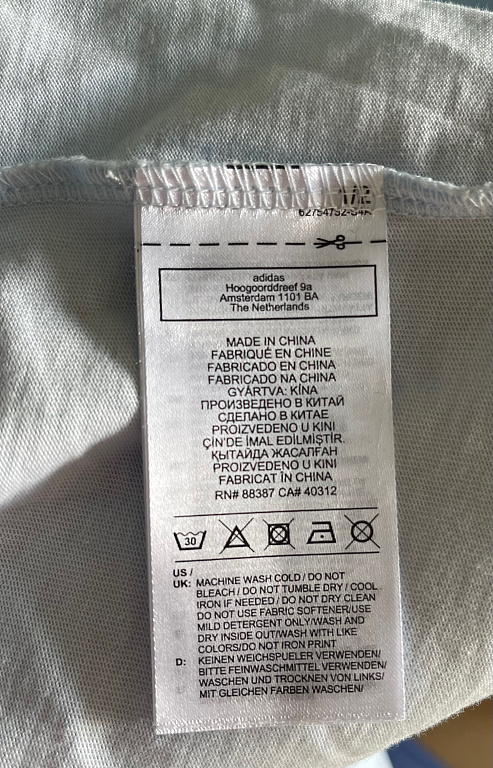 1/2
adidas
Hoogoorddreef 9a
Amsterdam 1101 BA
The Netherlands
MADE IN CHINA
FABRIQUÉ EN CHINE
FABRICADO EN CHINA
FABRICADO NA CHINA
GYÁRTVA: KÍNA
ПРОИЗВЕДЕНО В КИТАЙ
СДЕЛАНО В КИТАЕ
PROIZVEDENO U KINI
ÇİN'DE İMAL EDİLMİŞTİR.
ҚЫТАЙДА ЖАСАЛҒАН
PROIZVEDENO U KINI
FABRICAT ÎN CHINA
RN# 88387 CA# 40312
30
US /
UK: MACHINE WASH COLD / DO NOT
BLEACH / DO NOT TUMBLE DRY / COOL
IRON IF NEEDED / DO NOT DRY CLEAN
DO NOT USE FABRIC SOFTENER/USE
MILD DETERGENT ONLY/WASH AND
DRY INSIDE OUT/WASH WITH LIKE
COLORS/DO NOT IRON PRINT
D: KEINEN WEICHSPUELER VERWENDEN/
BITTE FEINWASCHMITTEL VERWENDEN/
WASCHEN UND TROCKNEN VON LINKS/
MIT GLEICHEN FARBEN WASCHEN/